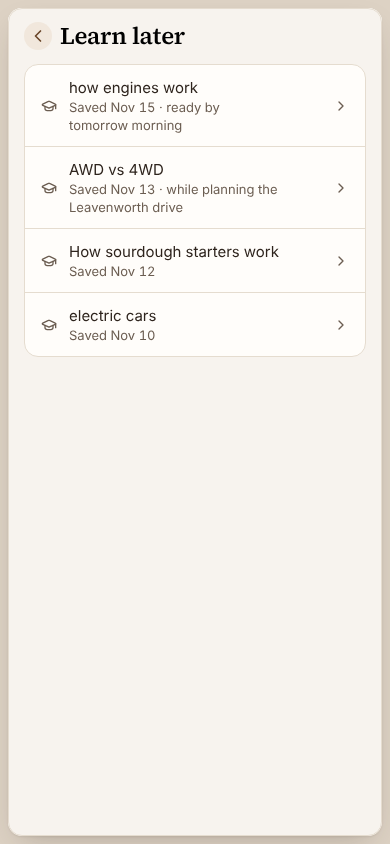 Learn later
how engines work
Saved Nov 15 · ready by
tomorrow morning
AWD vs 4WD
Saved Nov 13 · while planning the
Leavenworth drive
How sourdough starters work
Saved Nov 12
electric cars
Saved Nov 10